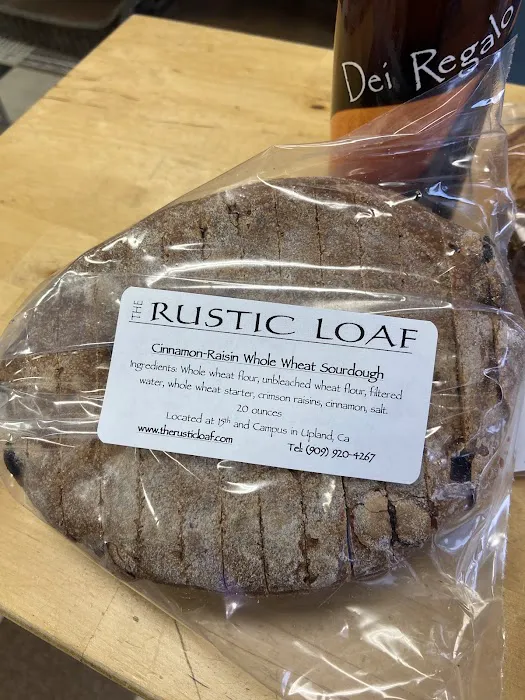 Dei Regalo
THE RUSTIC LOAF
Cinnamon-Raisin Whole Wheat Sourdough
Ingredients: Whole wheat flour, unbleached wheat flour, filtered
water, whole wheat starter, crimson raisins, cinnamon, salt.
20 ounces
Located at 15th and Campus in Upland, Ca
www.therusticloaf.com Tel: (909) 920-4267